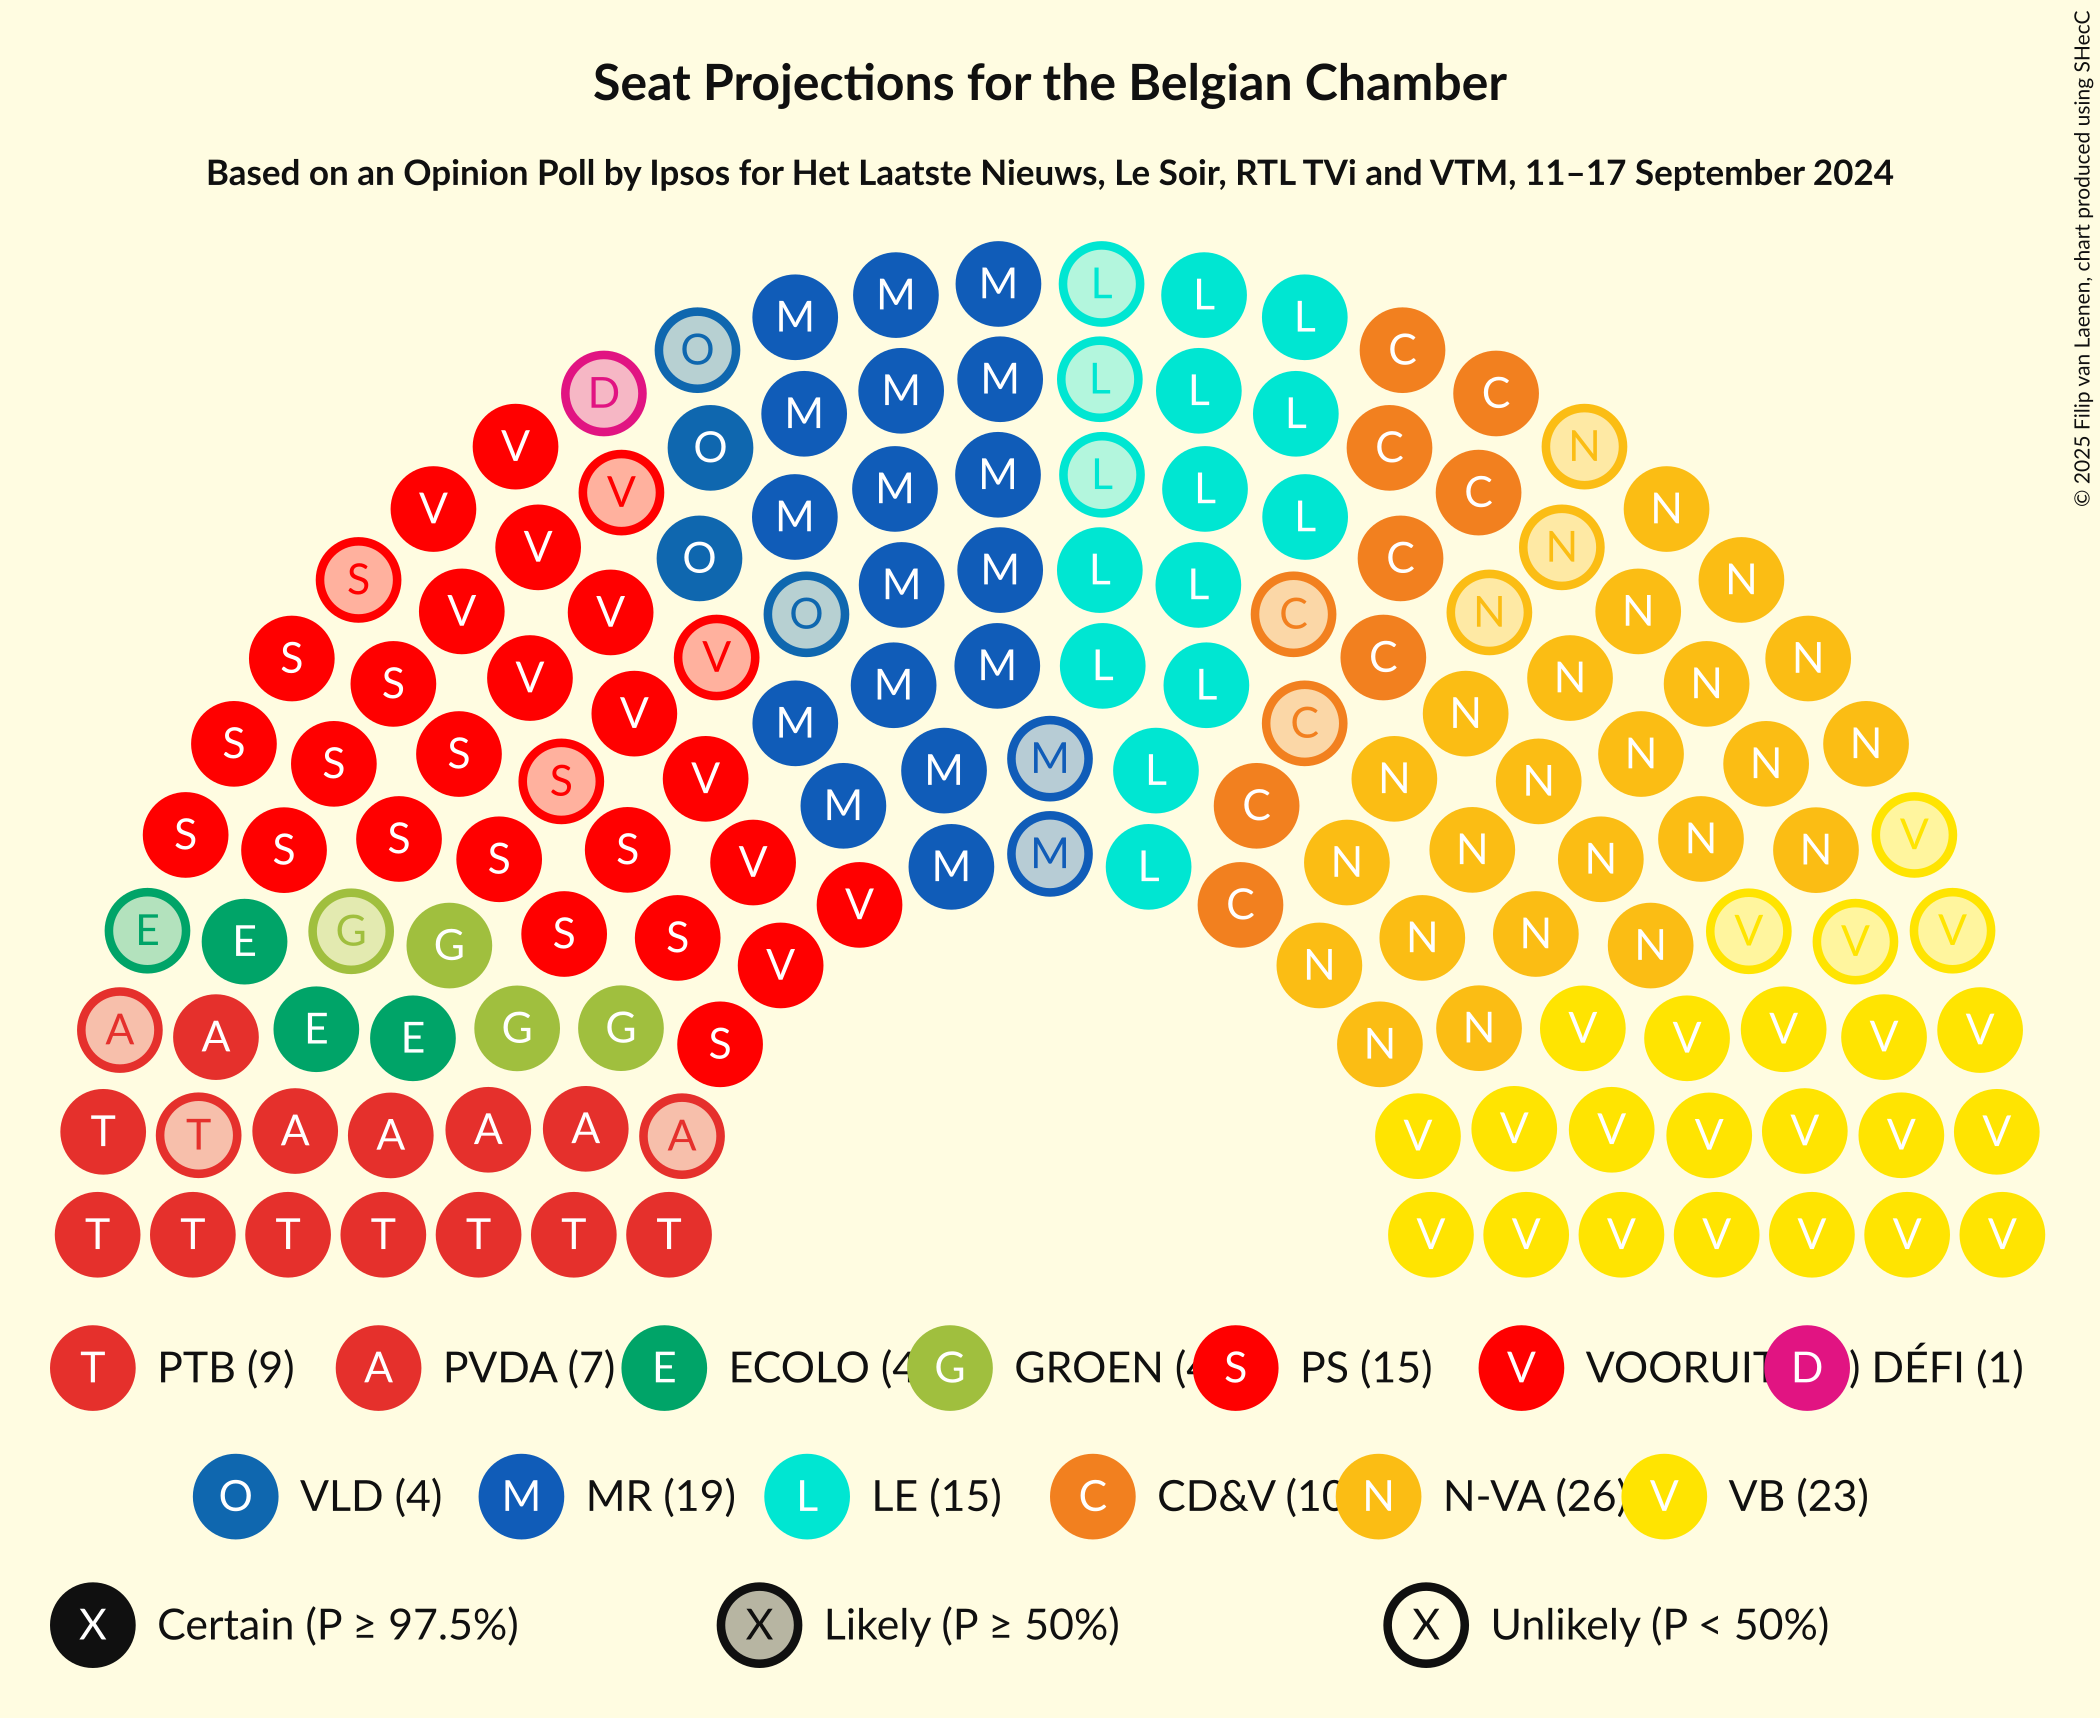 Seat Projections for the Belgian Chamber
Based on an Opinion Poll by Ipsos for Het Laatste Nieuws, Le Soir, RTL TVi and VTM, 11–17 September 2024
© 2025 Filip van Laenen, chart produced using SHecC
M M L
M M L L
O L C
D M M M L L C
V O M L C N
V M M L C
S V V O M M L L C N N
V O M L C N
S V V M M L L C N N
S V O C N
S V V M M L L C N N
S S V M L C N N
S S V M M M L C N N N
S S S V M C N N N
S S S V M M L N N N N V
E E G G S S V V C N N N N V V V
A A E E G G S N N V V V V V
T T A A A A A V V V V V V V
T T T T T T T V V V V V V V
T PTB (9) A PVDA (7) E ECOLO (4 G GROEN (4 S PS (15) V VOORUIT D ) DÉFI (1)
O VLD (4) M MR (19) L LE (15) C CD&V (10 N N-VA (26) V VB (23)
X Certain (P ≥ 97.5%) X Likely (P ≥ 50%) X Unlikely (P < 50%)